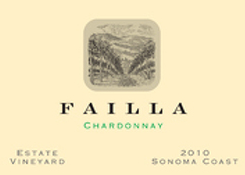 FAILLA
CHARDONNAY
ESTATE VINEYARD
2010 SONOMA COAST